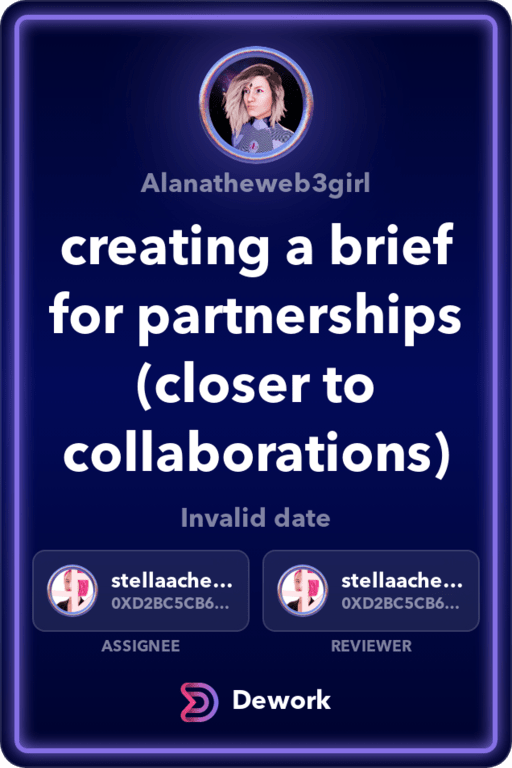 Alanatheweb3girl
creating a brief
for partnerships
(closer to
collaborations)
Invalid date
stellaache...
0XD2BC5CB6...
ASSIGNEE
stellaache...
0XD2BC5CB6...
REVIEWER
Dework